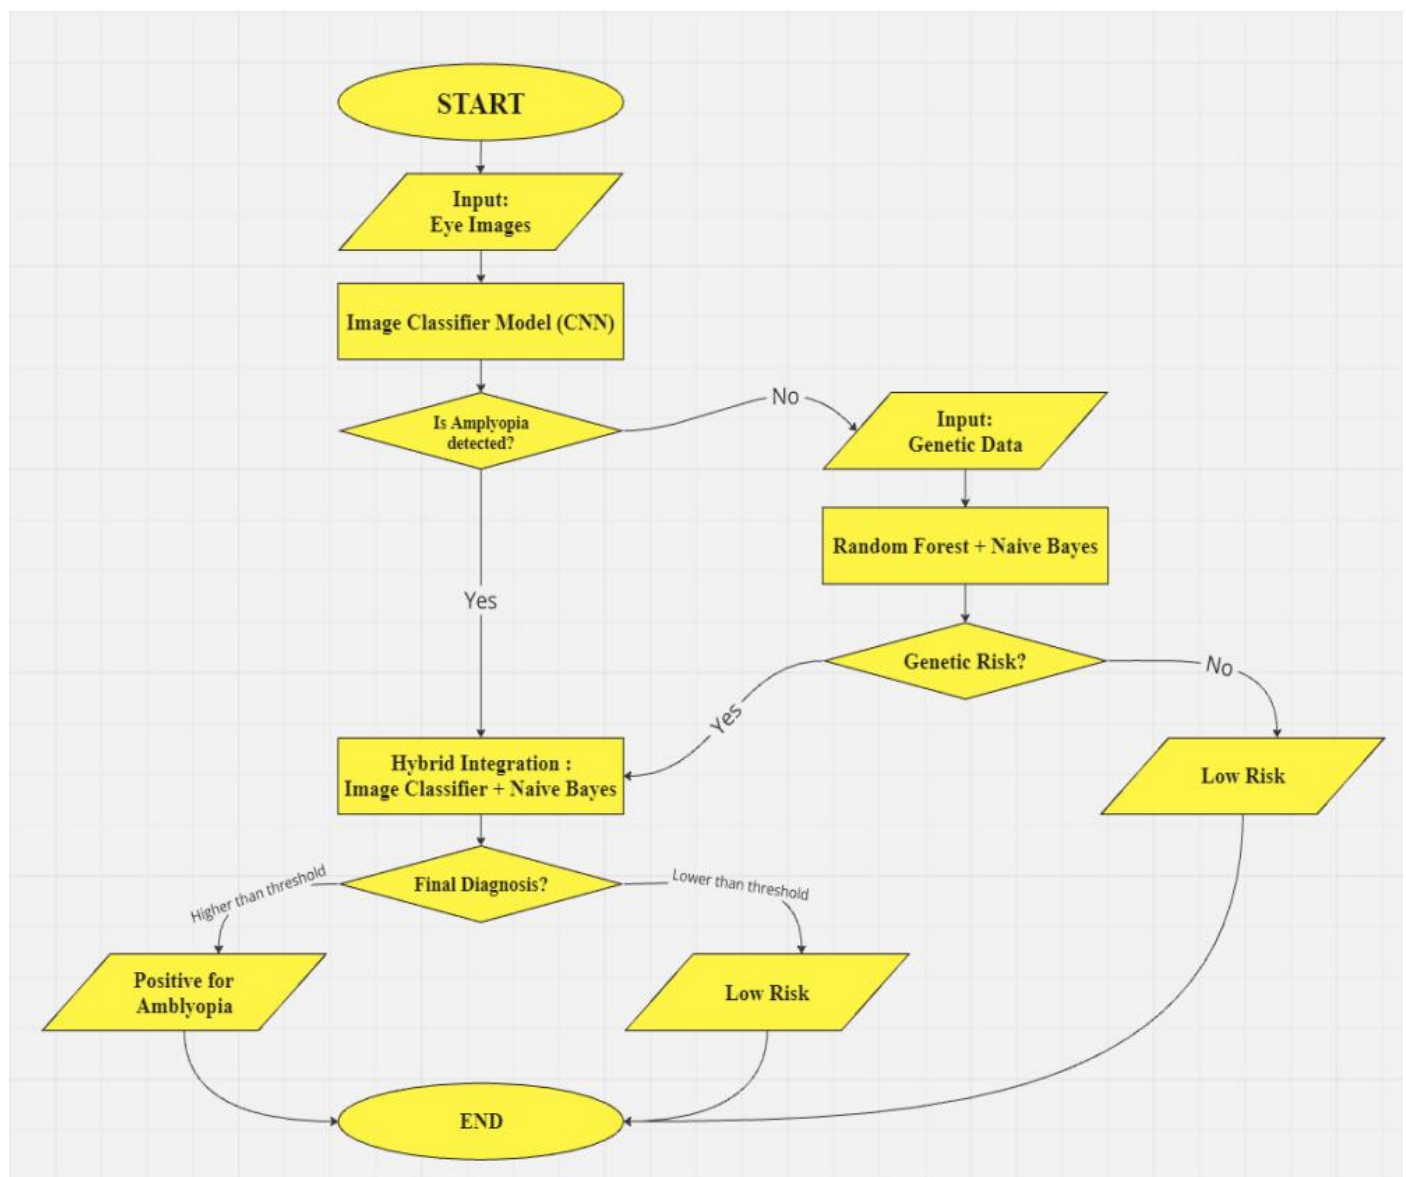 START
Input:
Eye Images
Image Classifier Model (CNN)
Is Amplyopia
detected?
No
Input:
Genetic Data
Random Forest + Naive Bayes
Yes
Genetic Risk?
No
Yes
Hybrid Integration :
Image Classifier + Naive Bayes
Low Risk
Final Diagnosis?
Higher than threshold
Lower than threshold
Positive for
Amblyopia
Low Risk
END